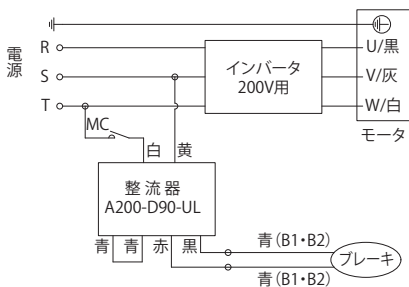 電源
R
S
T
インバータ
200V用
U/黒
V/灰
W/白
モータ
MC
白
黄
整流器
A200-D90-UL
青
青
赤
黒
青(B1・B2)
青(B1・B2)
ブレーキ